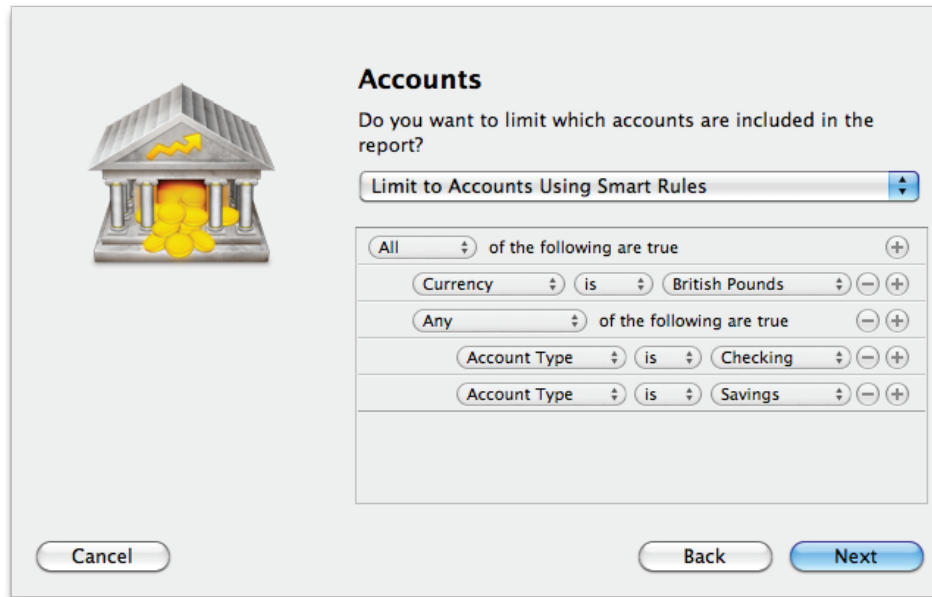 Accounts
Do you want to limit which accounts are included in the
report?
Limit to Accounts Using Smart Rules
All of the following are true
Currency is British Pounds
Any of the following are true
Account Type is Checking
Account Type is Savings
Cancel Back Next